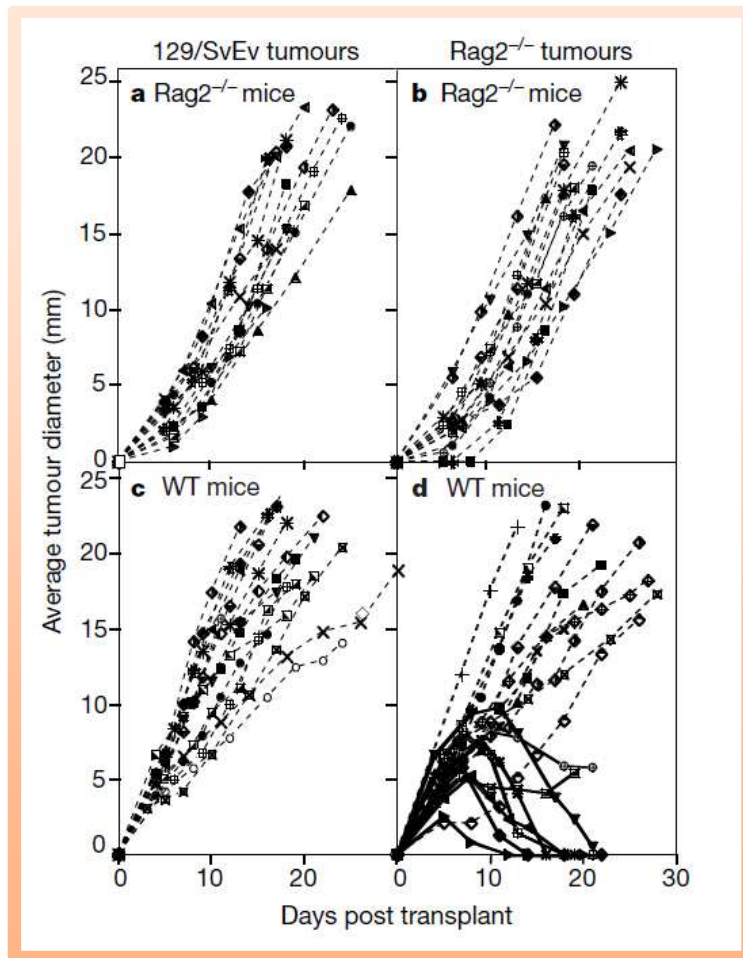 129/SvEv tumours Rag2–/– tumours
25
a Rag2–/– mice b Rag2–/– mice
20
15
10
5
0
Average tumour diameter (mm)
25
c WT mice d WT mice
20
15
10
5
0
0 10 20 0 10 20 30
Days post transplant